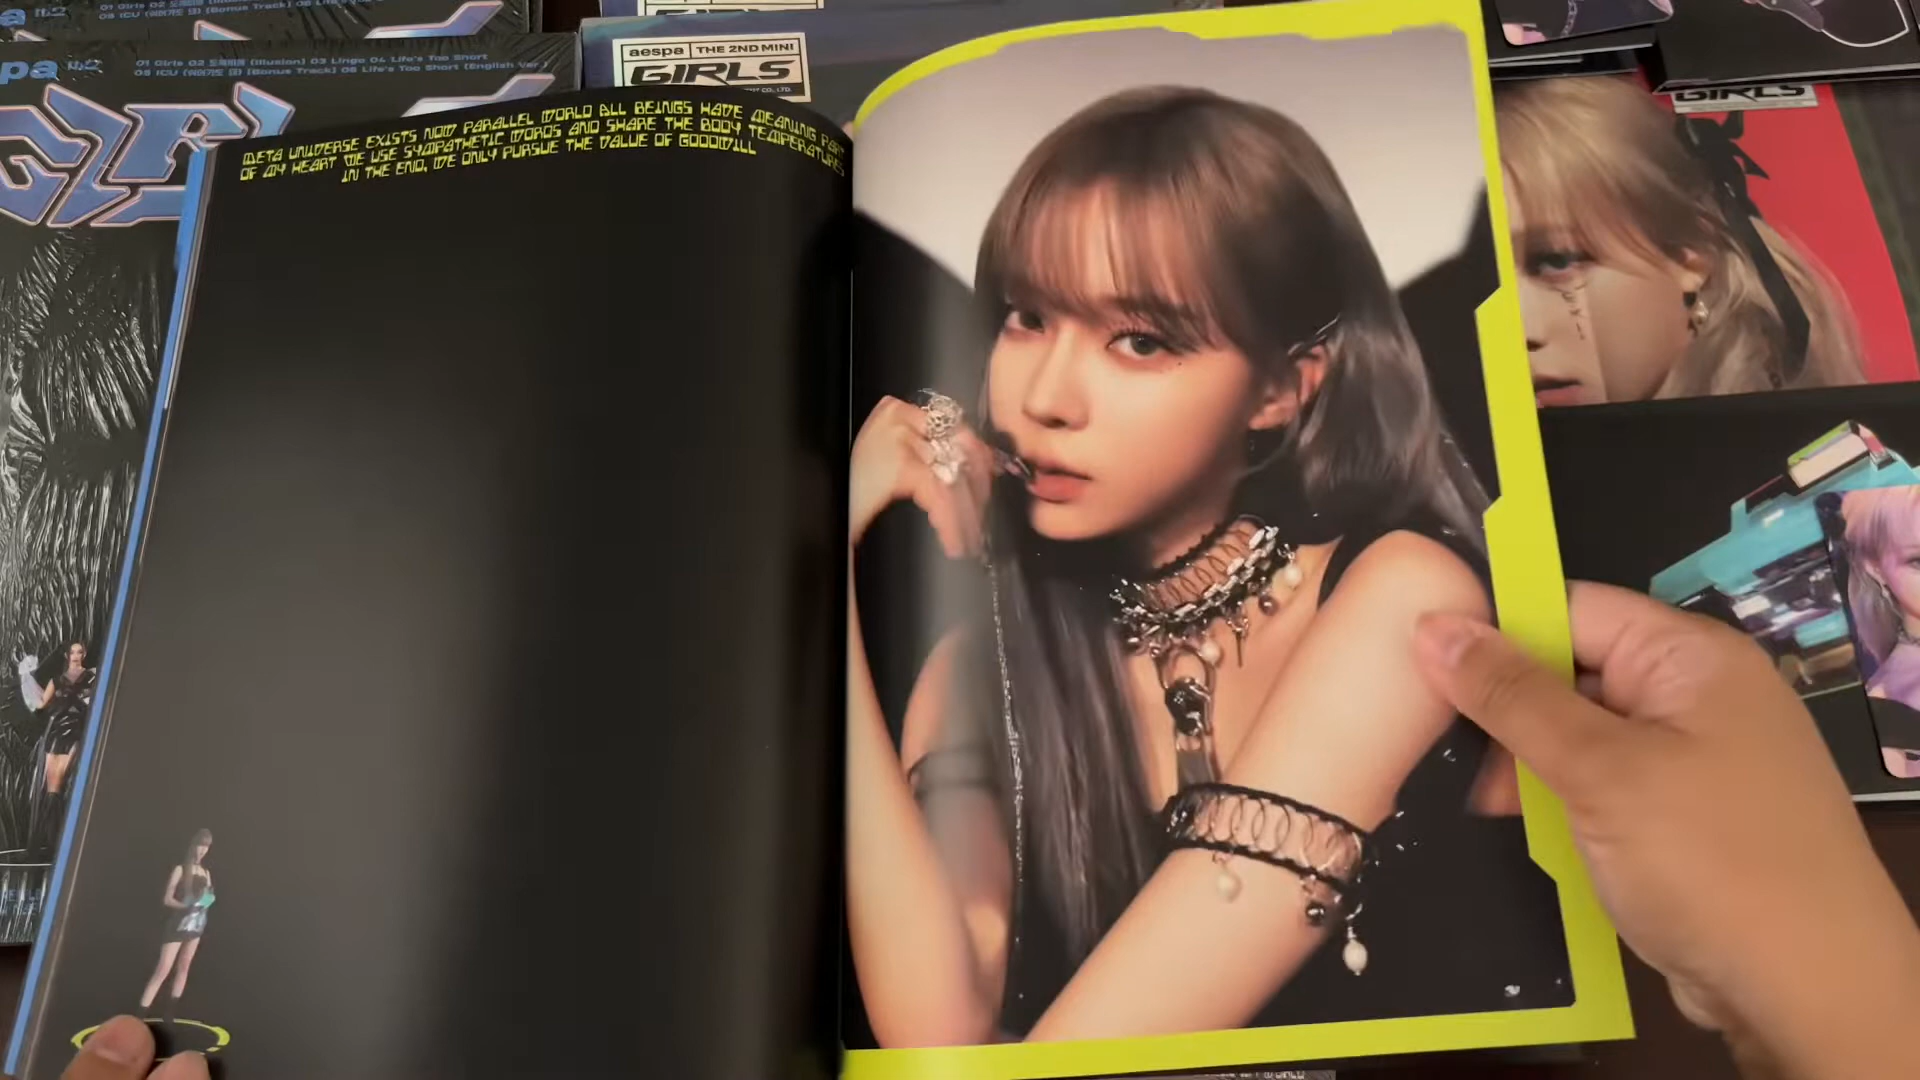 01 Girls 02 도깨비불 (Illusion) 03 Lingo 04 Life's Too Short
05 ICU (쉬어가도 돼) [Bonus Track] 06 Life's Too Short (English Ver.)
aespa THE 2ND MINI
GIRLS
META UNIVERSE EXISTS NOW PARALLEL WORLD ALL BEINGS HAVE MEANING PART
OF MY HEART WE USE SYMPATHETIC WORDS AND SHARE THE BODY TEMPERATURES
IN THE END, WE ONLY PURSUE THE VALUE OF GOODWILL
GIRLS